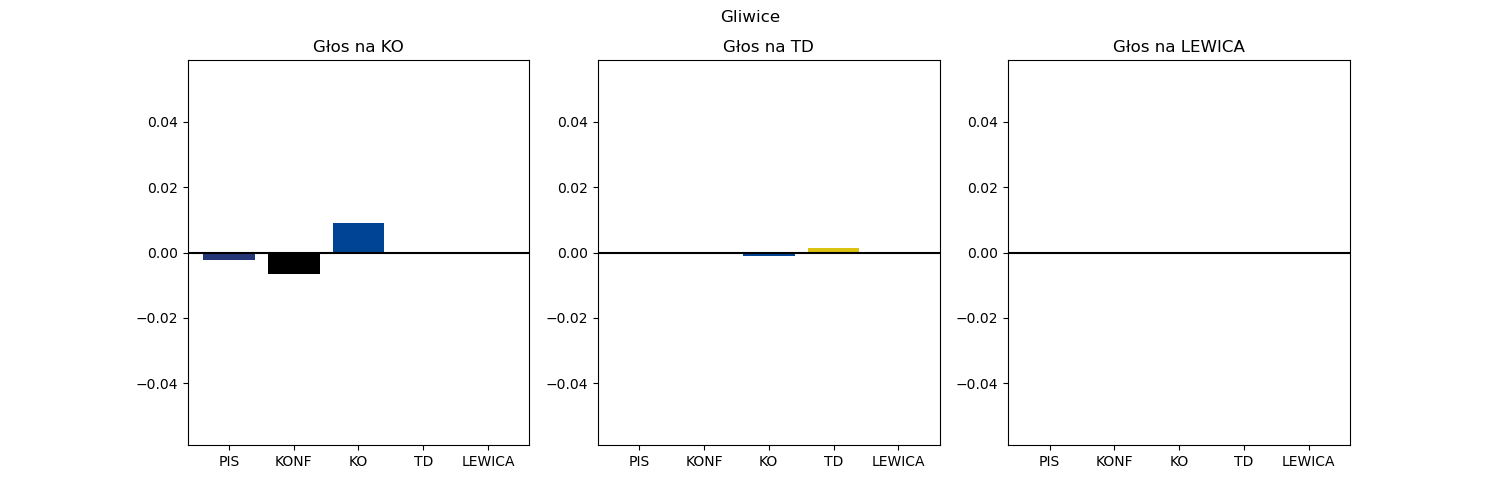 Gliwice
Głos na KO
0.04
0.02
0.00
−0.02
−0.04
PIS KONF KO TD LEWICA
Głos na TD
0.04
0.02
0.00
−0.02
−0.04
PIS KONF KO TD LEWICA
Głos na LEWICA
0.04
0.02
0.00
−0.02
−0.04
PIS KONF KO TD LEWICA